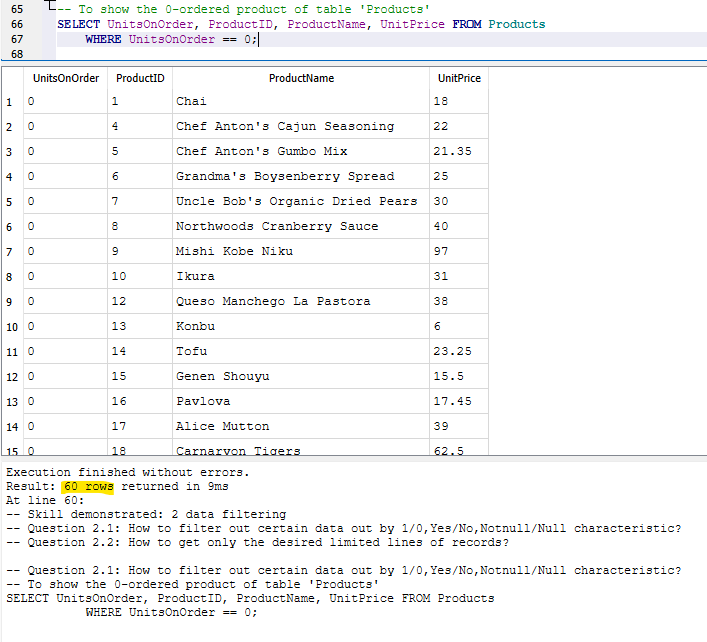 65 -- To show the 0-ordered product of table 'Products'
66 SELECT UnitsOnOrder, ProductID, ProductName, UnitPrice FROM Products
67 WHERE UnitsOnOrder == 0;
68
UnitsOnOrder ProductID ProductName UnitPrice
1 0 1 Chai 18
2 0 4 Chef Anton's Cajun Seasoning 22
3 0 5 Chef Anton's Gumbo Mix 21.35
4 0 6 Grandma's Boysenberry Spread 25
5 0 7 Uncle Bob's Organic Dried Pears 30
6 0 8 Northwoods Cranberry Sauce 40
7 0 9 Mishi Kobe Niku 97
8 0 10 Ikura 31
9 0 12 Queso Manchego La Pastora 38
10 0 13 Konbu 6
11 0 14 Tofu 23.25
12 0 15 Genen Shouyu 15.5
13 0 16 Pavlova 17.45
14 0 17 Alice Mutton 39
15 0 18 Carnarvon Tigers 62.5
Execution finished without errors.
Result: 60 rows returned in 9ms
At line 60:
-- Skill demonstrated: 2 data filtering
-- Question 2.1: How to filter out certain data out by 1/0,Yes/No,Notnull/Null characteristic?
-- Question 2.2: How to get only the desired limited lines of records?
-- Question 2.1: How to filter out certain data out by 1/0,Yes/No,Notnull/Null characteristic?
-- To show the 0-ordered product of table 'Products'
SELECT UnitsOnOrder, ProductID, ProductName, UnitPrice FROM Products
WHERE UnitsOnOrder == 0;